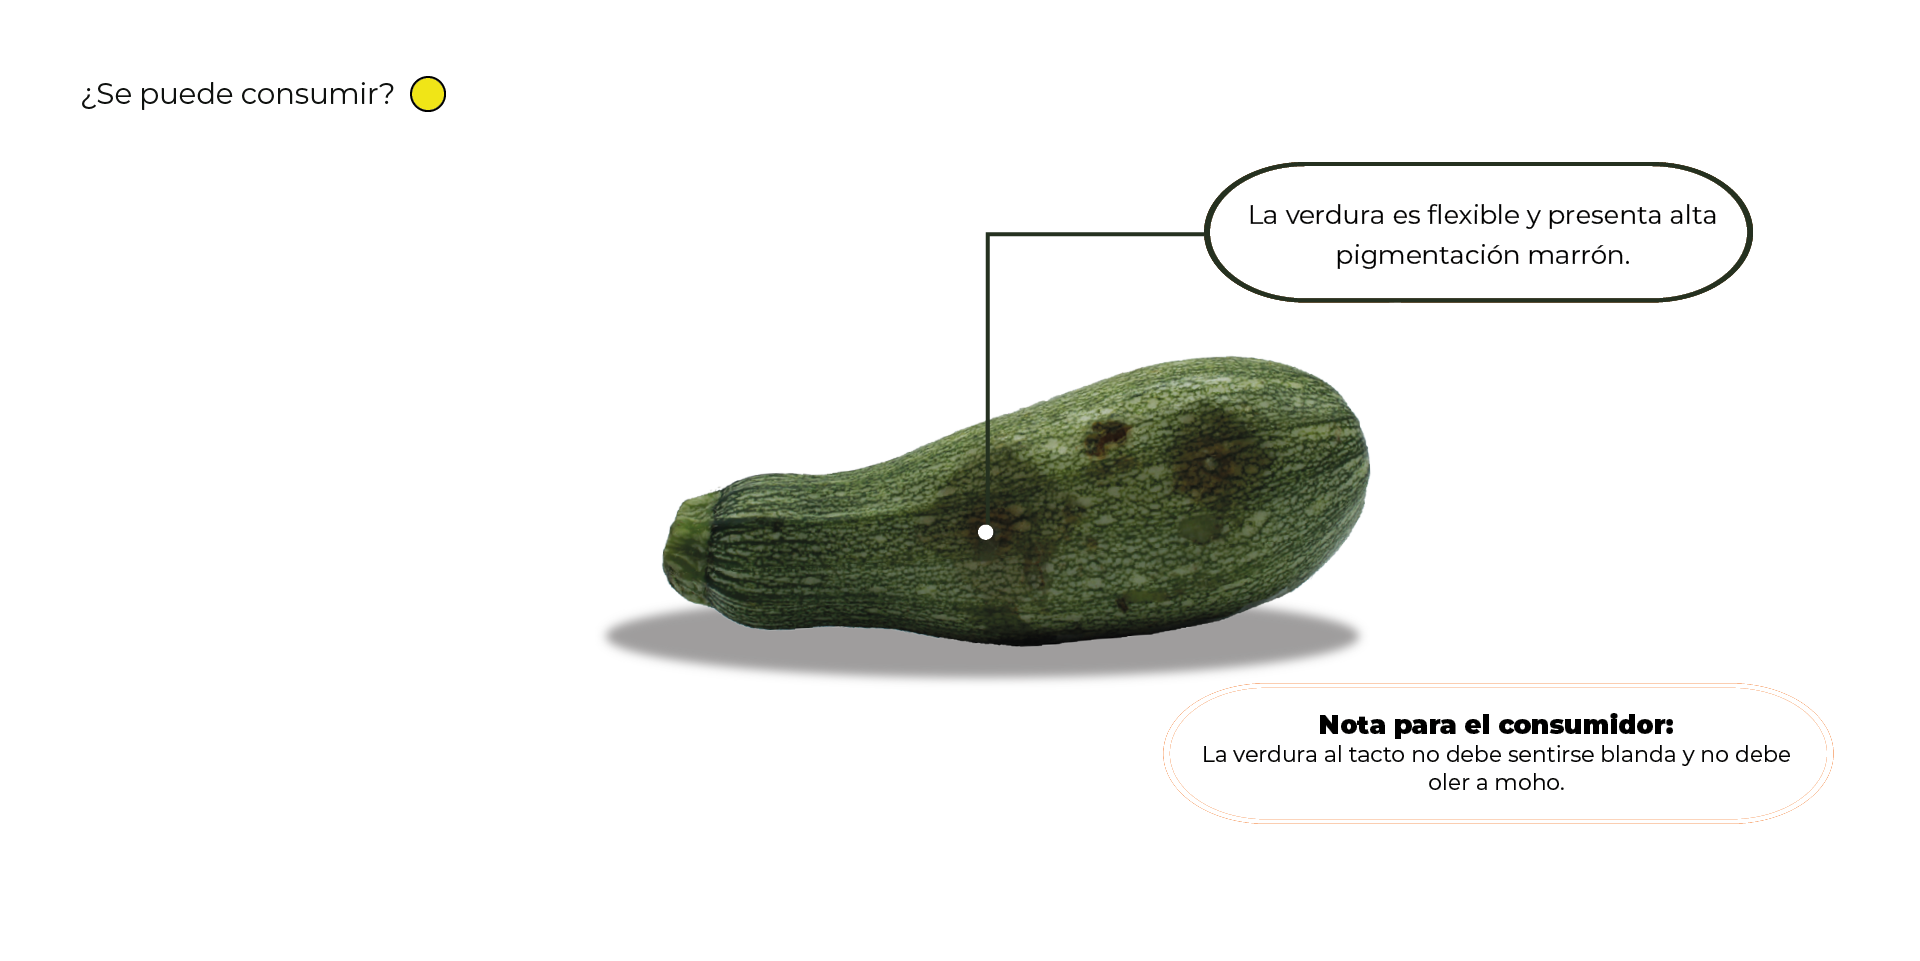 ¿Se puede consumir?
La verdura es flexible y presenta alta
pigmentación marrón.
Nota para el consumidor:
La verdura al tacto no debe sentirse blanda y no debe
oler a moho.